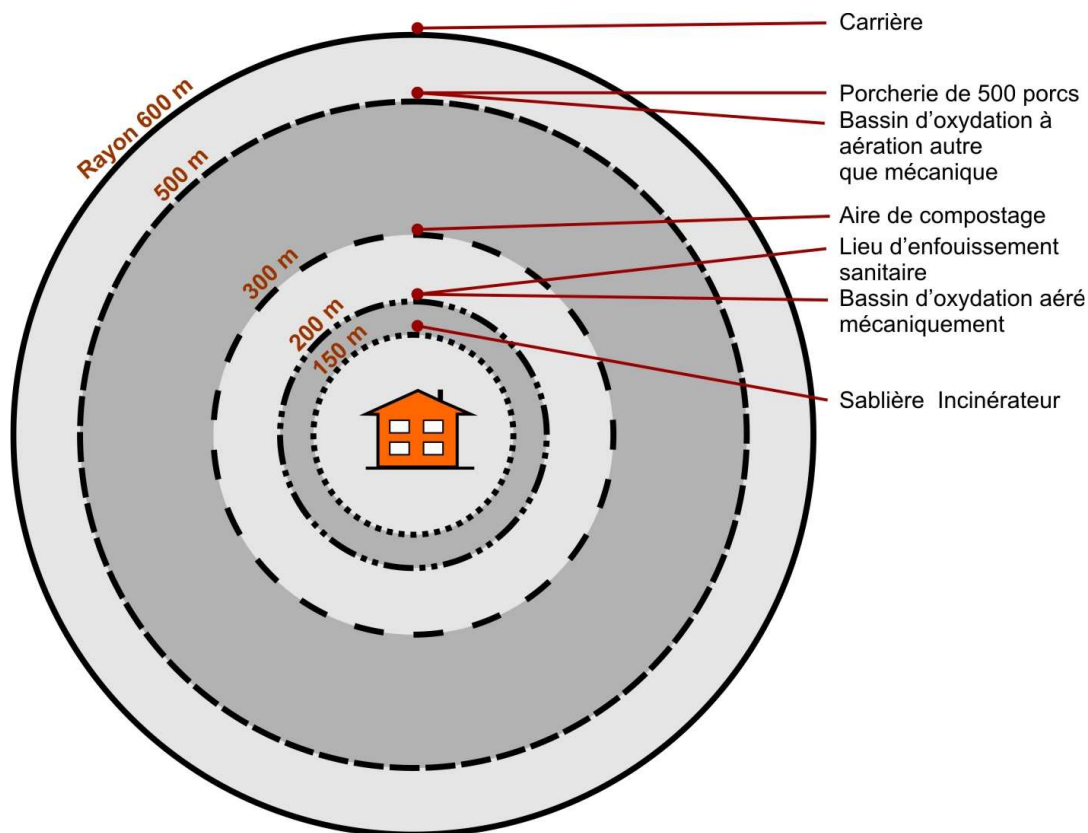 Carrière
Rayon 600 m
Porcherie de 500 porcs
Bassin d'oxydation à
aération autre
que mécanique
500 m
Aire de compostage
300 m
Lieu d'enfouissement
sanitaire
Bassin d'oxydation aéré
mécaniquement
200 m
150 m
Sablière Incinérateur